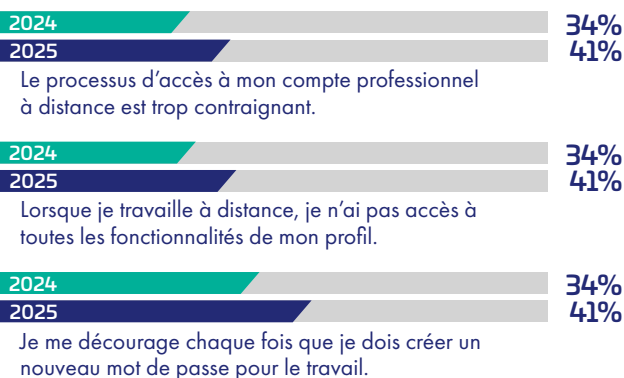 2024 34%
2025 41%
Le processus d’accès à mon compte professionnel
à distance est trop contraignant.
2024 34%
2025 41%
Lorsque je travaille à distance, je n’ai pas accès à
toutes les fonctionnalités de mon profil.
2024 34%
2025 41%
Je me décourage chaque fois que je dois créer un
nouveau mot de passe pour le travail.